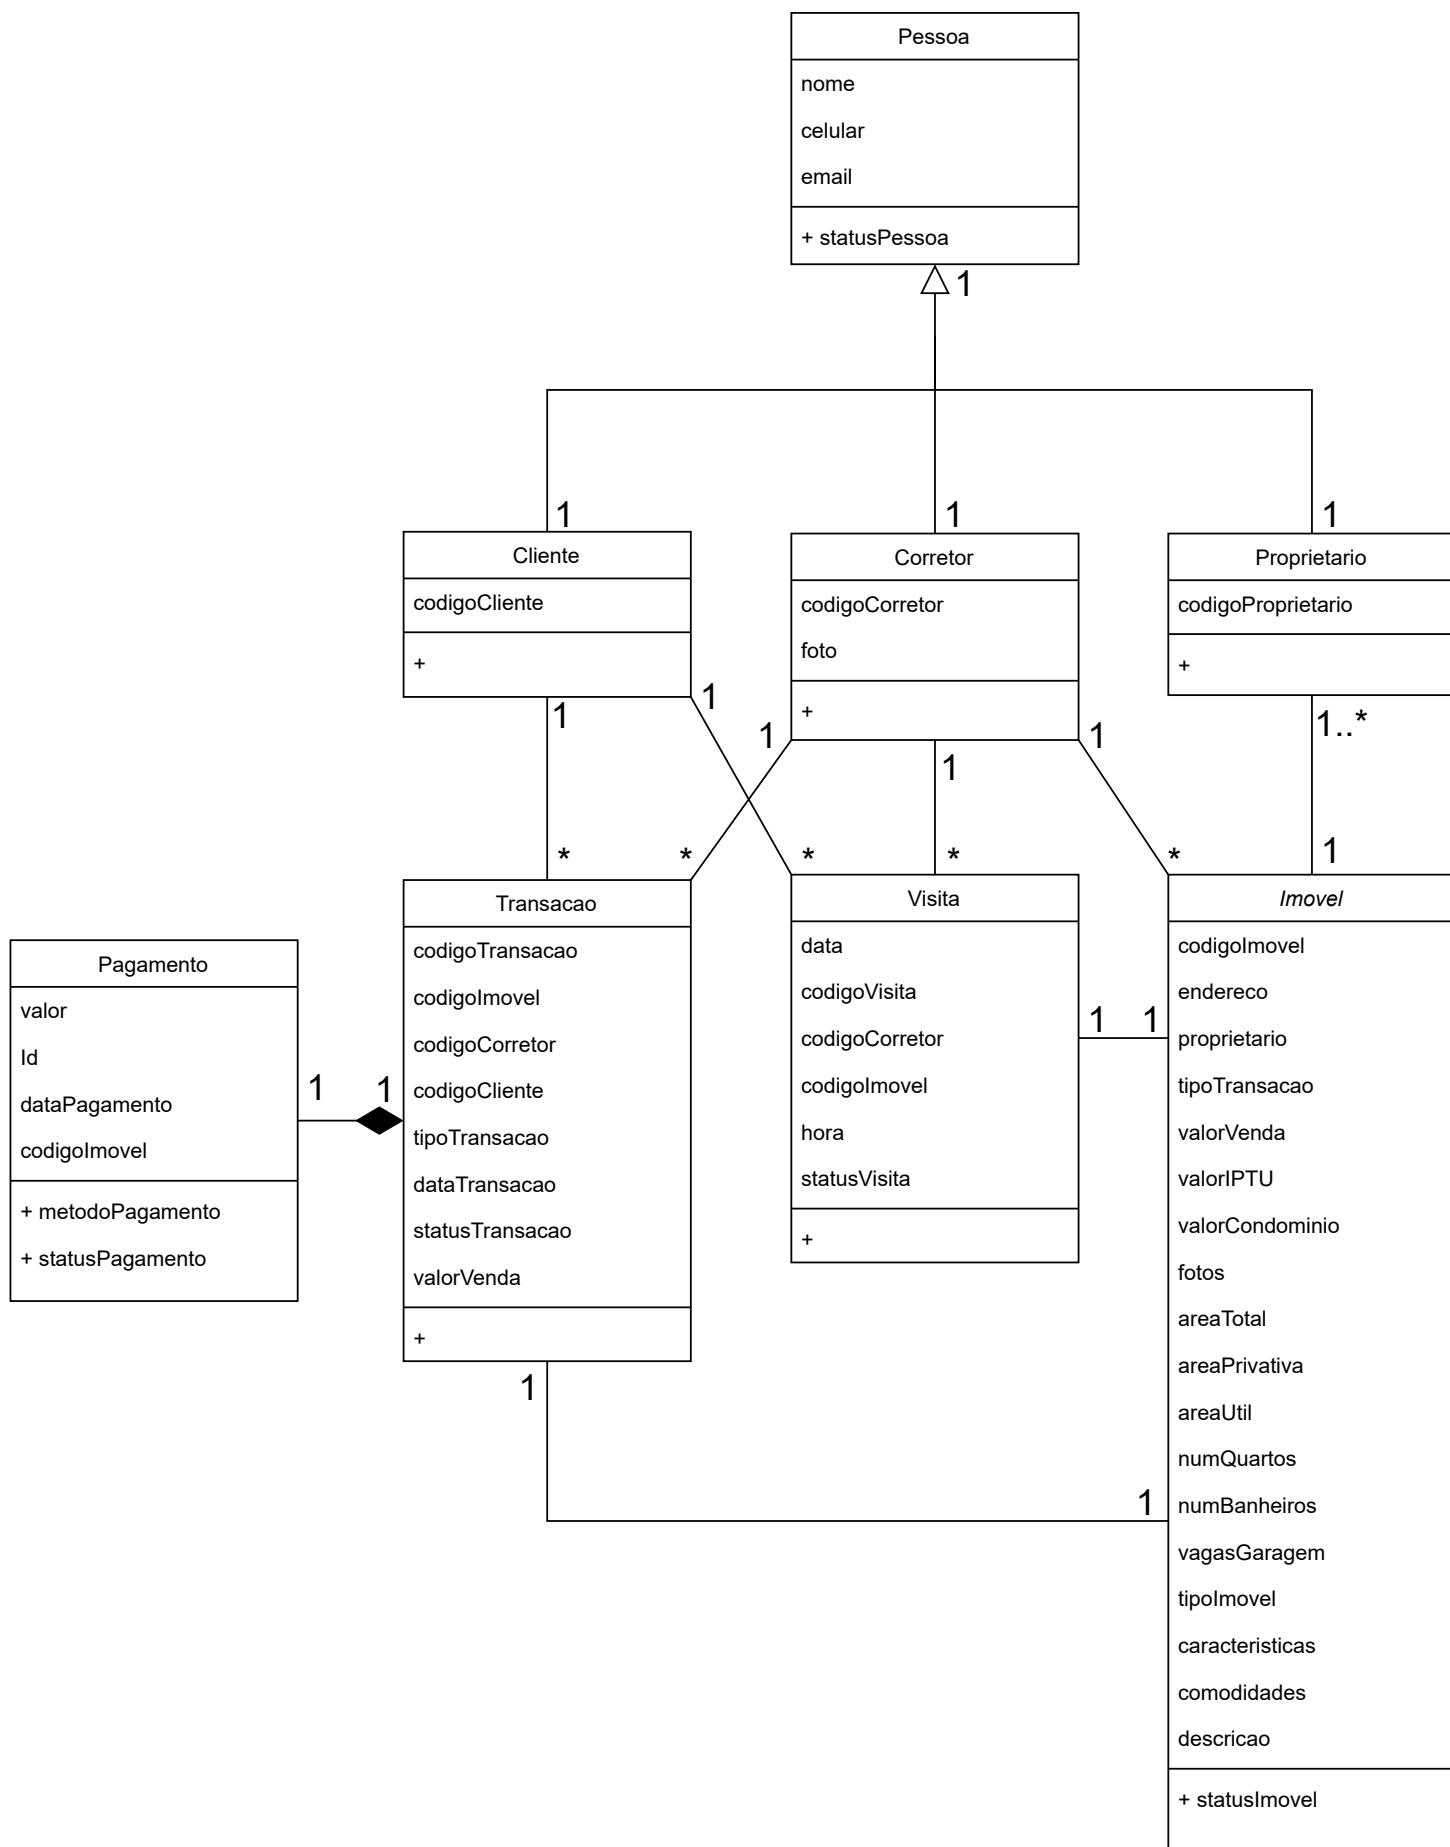 Pessoa
nome
celular
email
+ statusPessoa
1
1
1
1
Cliente
codigoCliente
+
Corretor
codigoCorretor
foto
+
Proprietario
codigoProprietario
+
1
1
1
1
1
1..*
*
*
*
*
*
1
Pagamento
valor
Id
dataPagamento
codigoImovel
+ metodoPagamento
+ statusPagamento
1
1
Transacao
codigoTransacao
codigoImovel
codigoCorretor
codigoCliente
tipoTransacao
dataTransacao
statusTransacao
valorVenda
+
Visita
data
codigoVisita
codigoCorretor
codigoImovel
hora
statusVisita
+
1
1
Imovel
codigoImovel
endereco
proprietario
tipoTransacao
valorVenda
valorIPTU
valorCondominio
fotos
areaTotal
areaPrivativa
areaUtil
numQuartos
numBanheiros
vagasGaragem
tipoImovel
caracteristicas
comodidades
descricao
+ statusImovel
1
1